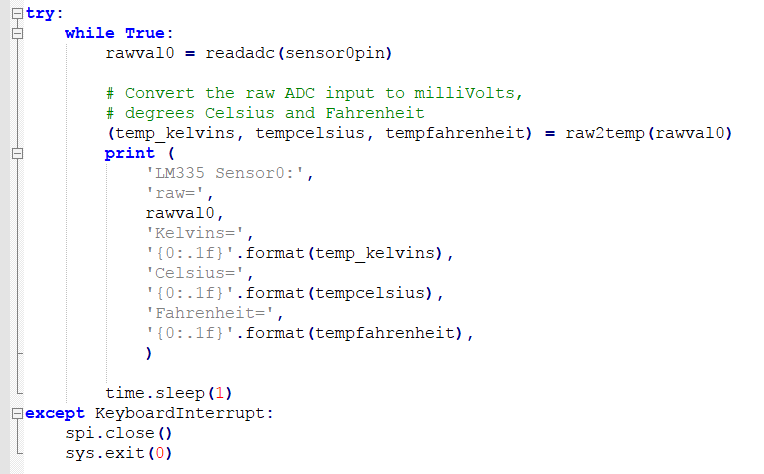 try:
    while True:
        rawval0 = readadc(sensor0pin)

        # Convert the raw ADC input to milliVolts,
        # degrees Celsius and Fahrenheit
        (temp_kelvins, tempcelsius, tempfahrenheit) = raw2temp(rawval0)
        print (
            'LM335 Sensor0:',
            'raw=',
            rawval0,
            'Kelvins=',
            '{0:.1f}'.format(temp_kelvins),
            'Celsius=',
            '{0:.1f}'.format(tempcelsius),
            'Fahrenheit=',
            '{0:.1f}'.format(tempfahrenheit),
            )

        time.sleep(1)
except KeyboardInterrupt:
    spi.close()
    sys.exit(0)